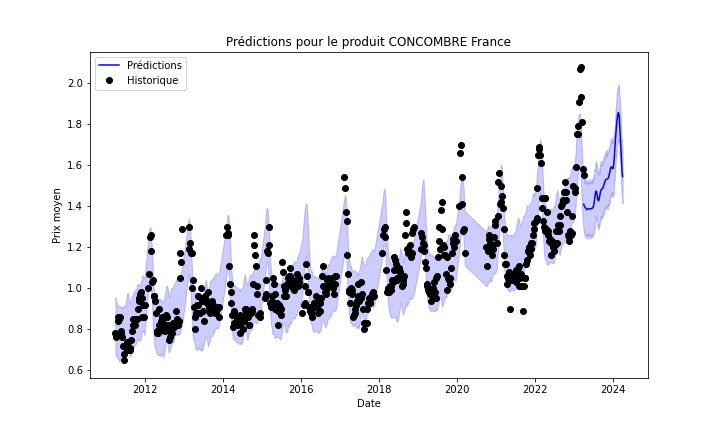 Prédictions pour le produit CONCOMBRE France
Prédictions
Historique
2.0
1.8
1.6
1.4
1.2
1.0
0.8
0.6
Prix moyen
2012 2014 2016 2018 2020 2022 2024
Date